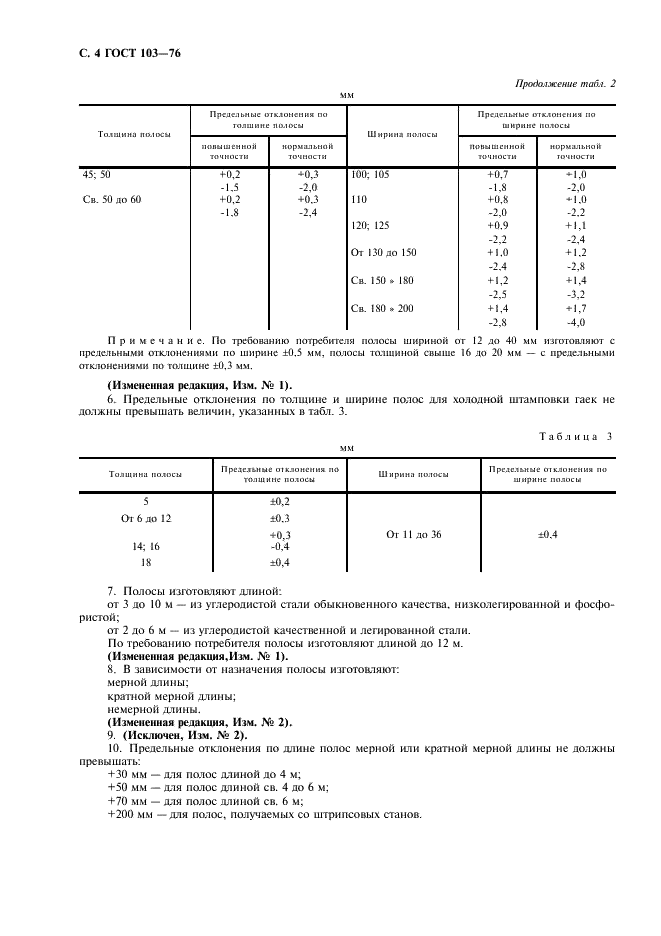 С. 4 ГОСТ 103—76
Продолжение табл. 2
мм
Толщина полосы
Предельные отклонения по
толщине полосы
Ширина полосы
Предельные отклонения по
ширине полосы
повышенной
точности
нормальной
точности
повышенной
точности
нормальной
точности
45; 50 +0,2 +0,3 100; 105 +0,7 +1,0
-1,5 -2,0 -1,8 -2,0
Св. 50 до 60 +0,2 +0,3 110 +0,8 +1,0
-1,8 -2,4 -2,0 -2,2
120; 125 +0,9 +1,1
-2,2 -2,4
От 130 до 150 +1,0 +1,2
-2,4 -2,8
Св. 150 » 180 +1,2 +1,4
-2,5 -3,2
Св. 180 » 200 +1,4 +1,7
-2,8 -4,0
Примечание. По требованию потребителя полосы шириной от 12 до 40 мм изготовляют с
предельными отклонениями по ширине ±0,5 мм, полосы толщиной свыше 16 до 20 мм — с предельными
отклонениями по толщине ±0,3 мм.
(Измененная редакция, Изм. № 1).
6. Предельные отклонения по толщине и ширине полос для холодной штамповки гаек не
должны превышать величин, указанных в табл. 3.
Таблица 3
мм
Толщина полосы
Предельные отклонения по
толщине полосы
Ширина полосы
Предельные отклонения по
ширине полосы
5 ±0,2
От 6 до 12 ±0,3
+0,3 От 11 до 36 ±0,4
14; 16 -0,4
18 ±0,4
7. Полосы изготовляют длиной:
от 3 до 10 м — из углеродистой стали обыкновенного качества, низколегированной и фосфо-
ристой;
от 2 до 6 м — из углеродистой качественной и легированной стали.
По требованию потребителя полосы изготовляют длиной до 12 м.
(Измененная редакция,Изм. № 1).
8. В зависимости от назначения полосы изготовляют:
мерной длины;
кратной мерной длины;
немерной длины.
(Измененная редакция, Изм. № 2).
9. (Исключен, Изм. № 2).
10. Предельные отклонения по длине полос мерной или кратной мерной длины не должны
превышать:
+30 мм — для полос длиной до 4 м;
+50 мм — для полос длиной св. 4 до 6 м;
+70 мм — для полос длиной св. 6 м;
+200 мм — для полос, получаемых со штрипсовых станов.